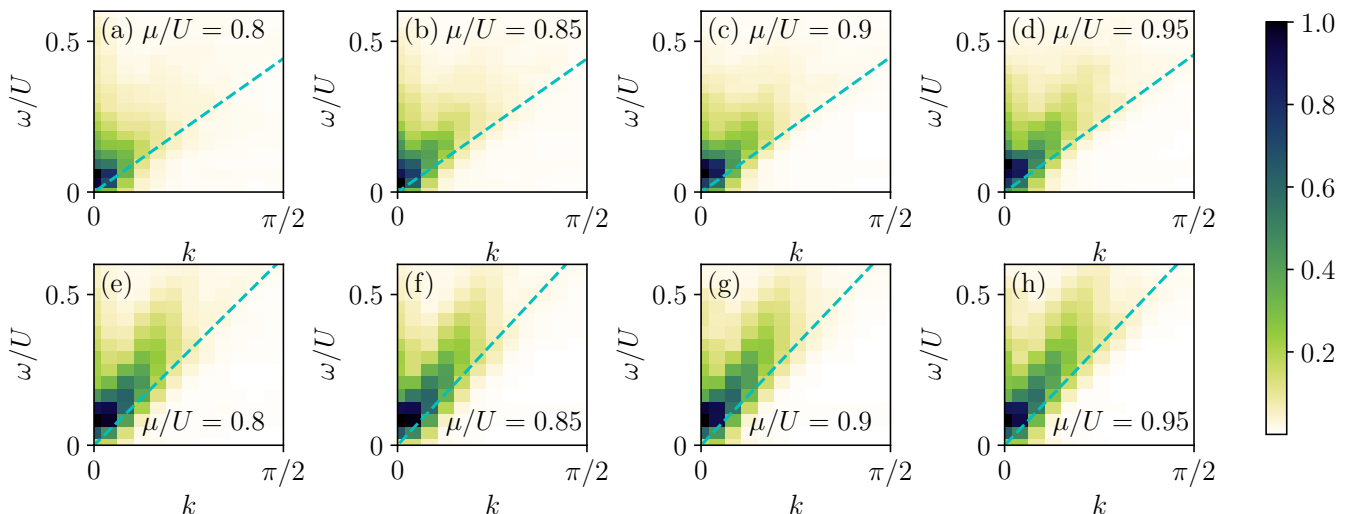 (a) μ/U = 0.8
(b) μ/U = 0.85
(c) μ/U = 0.9
(d) μ/U = 0.95
1.0
0.8
0.6
0.4
0.2
ω/U
0.5
0
0
π/2
k
ω/U
0.5
0
0
π/2
k
ω/U
0.5
0
0
π/2
k
ω/U
0.5
0
0
π/2
k
(e)
μ/U = 0.8
(f)
μ/U = 0.85
(g)
μ/U = 0.9
(h)
μ/U = 0.95
ω/U
0.5
0
0
π/2
k
ω/U
0.5
0
0
π/2
k
ω/U
0.5
0
0
π/2
k
ω/U
0.5
0
0
π/2
k